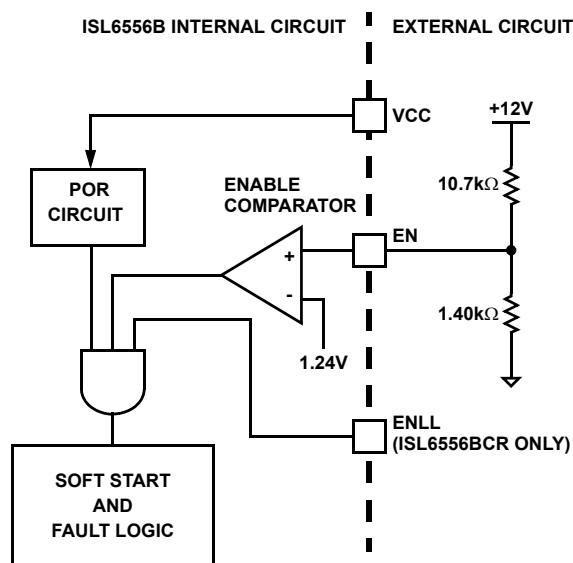 ISL6556B INTERNAL CIRCUIT
EXTERNAL CIRCUIT
VCC
+12V
POR
CIRCUIT
ENABLE
COMPARATOR
10.7kΩ
EN
+
-
1.24V
1.40kΩ
ENLL
(ISL6556BCR ONLY)
SOFT START
AND
FAULT LOGIC